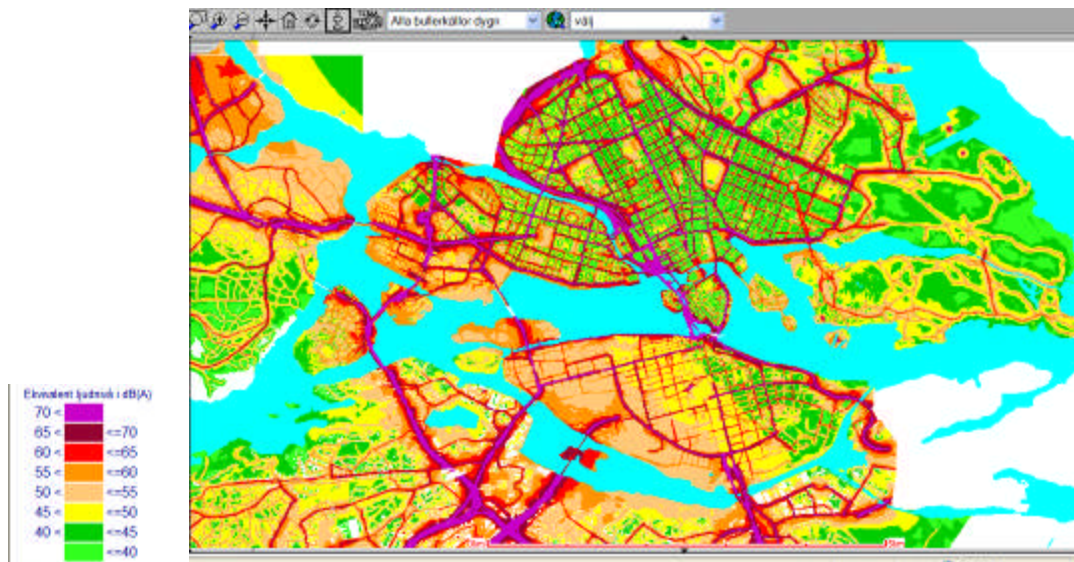 Alla bullerkällor dygn
välj
Ekvivalent ljudnivå i dB(A)
70 <
65 < <=70
60 < <=65
55 < <=60
50 < <=55
45 < <=50
40 < <=45
<=40